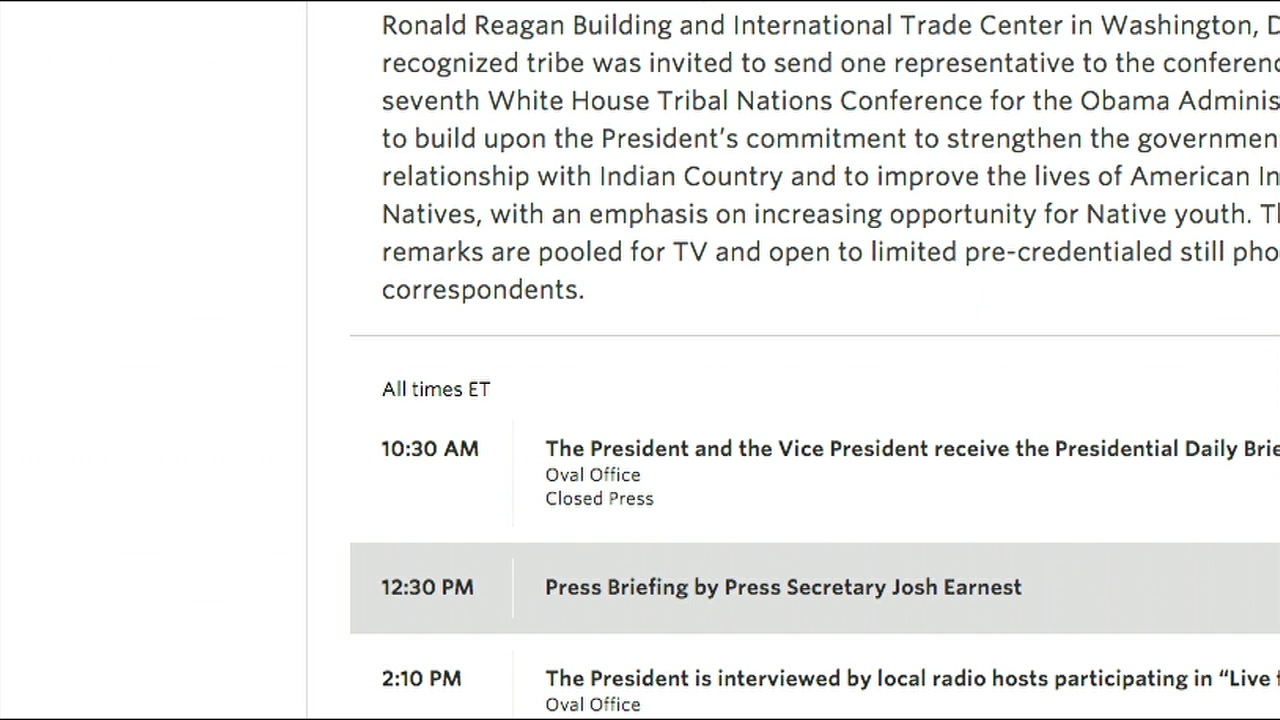 Ronald Reagan Building and International Trade Center in Washington,
recognized tribe was invited to send one representative to the
seventh White House Tribal Nations Conference for the Obama
to build upon the President’s commitment to strengthen the
relationship with Indian Country and to improve the lives of American
Natives, with an emphasis on increasing opportunity for Native youth.
remarks are pooled for TV and open to limited pre-credentialed still
correspondents.
All times ET
10:30 AM
The President and the Vice President receive the Presidential Daily
Oval Office
Closed Press
12:30 PM
Press Briefing by Press Secretary Josh Earnest
2:10 PM
The President is interviewed by local radio hosts participating in “Live
Oval Office